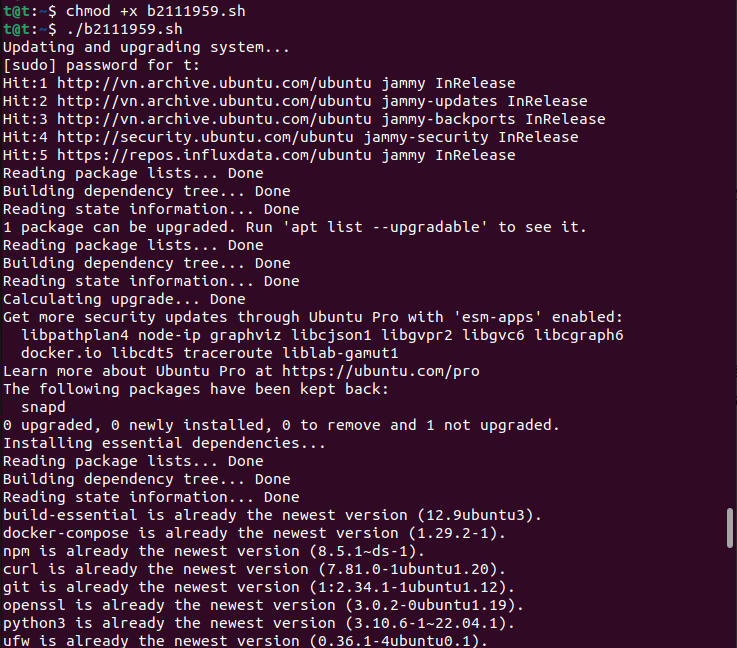 t@t:~$ chmod +x b2111959.sh
t@t:~$ ./b2111959.sh
Updating and upgrading system...
[sudo] password for t:
Hit:1 http://vn.archive.ubuntu.com/ubuntu jammy InRelease
Hit:2 http://vn.archive.ubuntu.com/ubuntu jammy-updates InRelease
Hit:3 http://vn.archive.ubuntu.com/ubuntu jammy-backports InRelease
Hit:4 http://security.ubuntu.com/ubuntu jammy-security InRelease
Hit:5 https://repos.influxdata.com/ubuntu jammy InRelease
Reading package lists... Done
Building dependency tree... Done
Reading state information... Done
1 package can be upgraded. Run 'apt list --upgradable' to see it.
Reading package lists... Done
Building dependency tree... Done
Reading state information... Done
Calculating upgrade... Done
Get more security updates through Ubuntu Pro with 'esm-apps' enabled:
  libpathplan4 node-ip graphviz libcjson1 libgvpr2 libgvc6 libcgraph6
  docker.io libcdt5 traceroute liblab-gamut1
Learn more about Ubuntu Pro at https://ubuntu.com/pro
The following packages have been kept back:
  snapd
0 upgraded, 0 newly installed, 0 to remove and 1 not upgraded.
Installing essential dependencies...
Reading package lists... Done
Building dependency tree... Done
Reading state information... Done
build-essential is already the newest version (12.9ubuntu3).
docker-compose is already the newest version (1.29.2-1).
npm is already the newest version (8.5.1~ds-1).
curl is already the newest version (7.81.0-1ubuntu1.20).
git is already the newest version (1:2.34.1-1ubuntu1.12).
openssl is already the newest version (3.0.2-0ubuntu1.19).
python3 is already the newest version (3.10.6-1~22.04.1).
ufw is already the newest version (0.36.1-4ubuntu0.1).